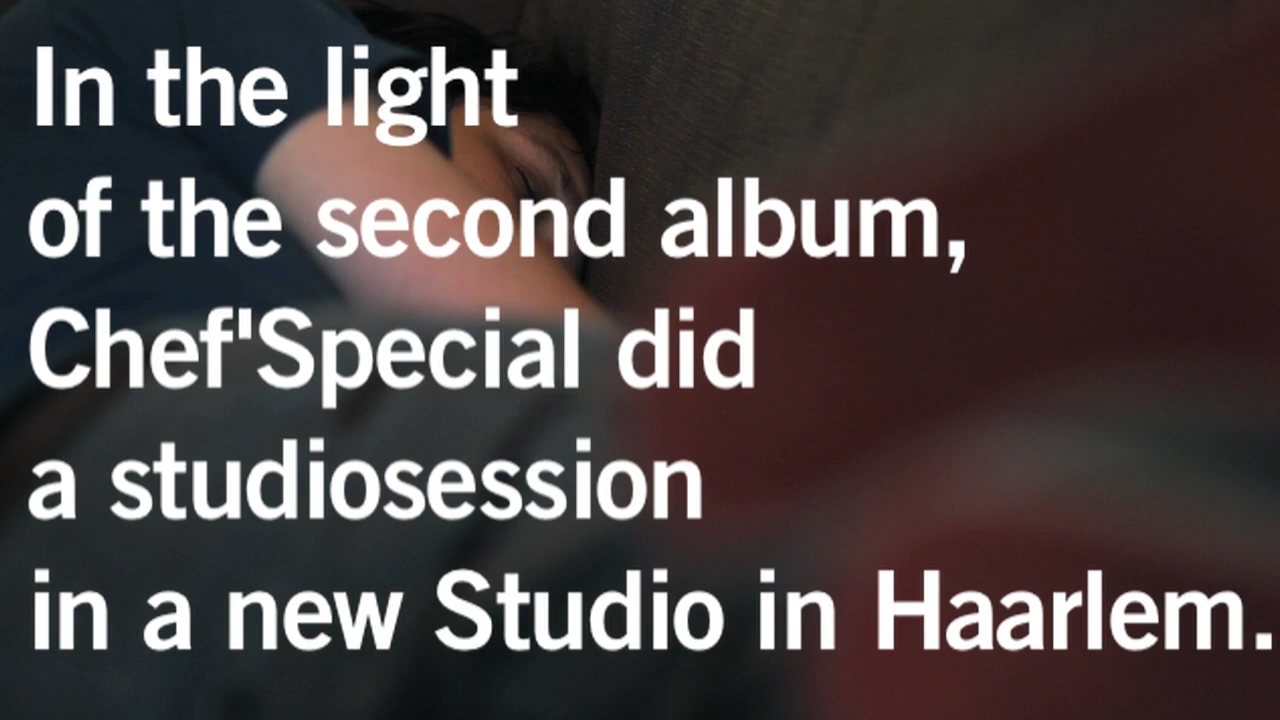 In the light
of the second album,
Chef'Special did
a studiosession
in a new Studio in Haarlem.